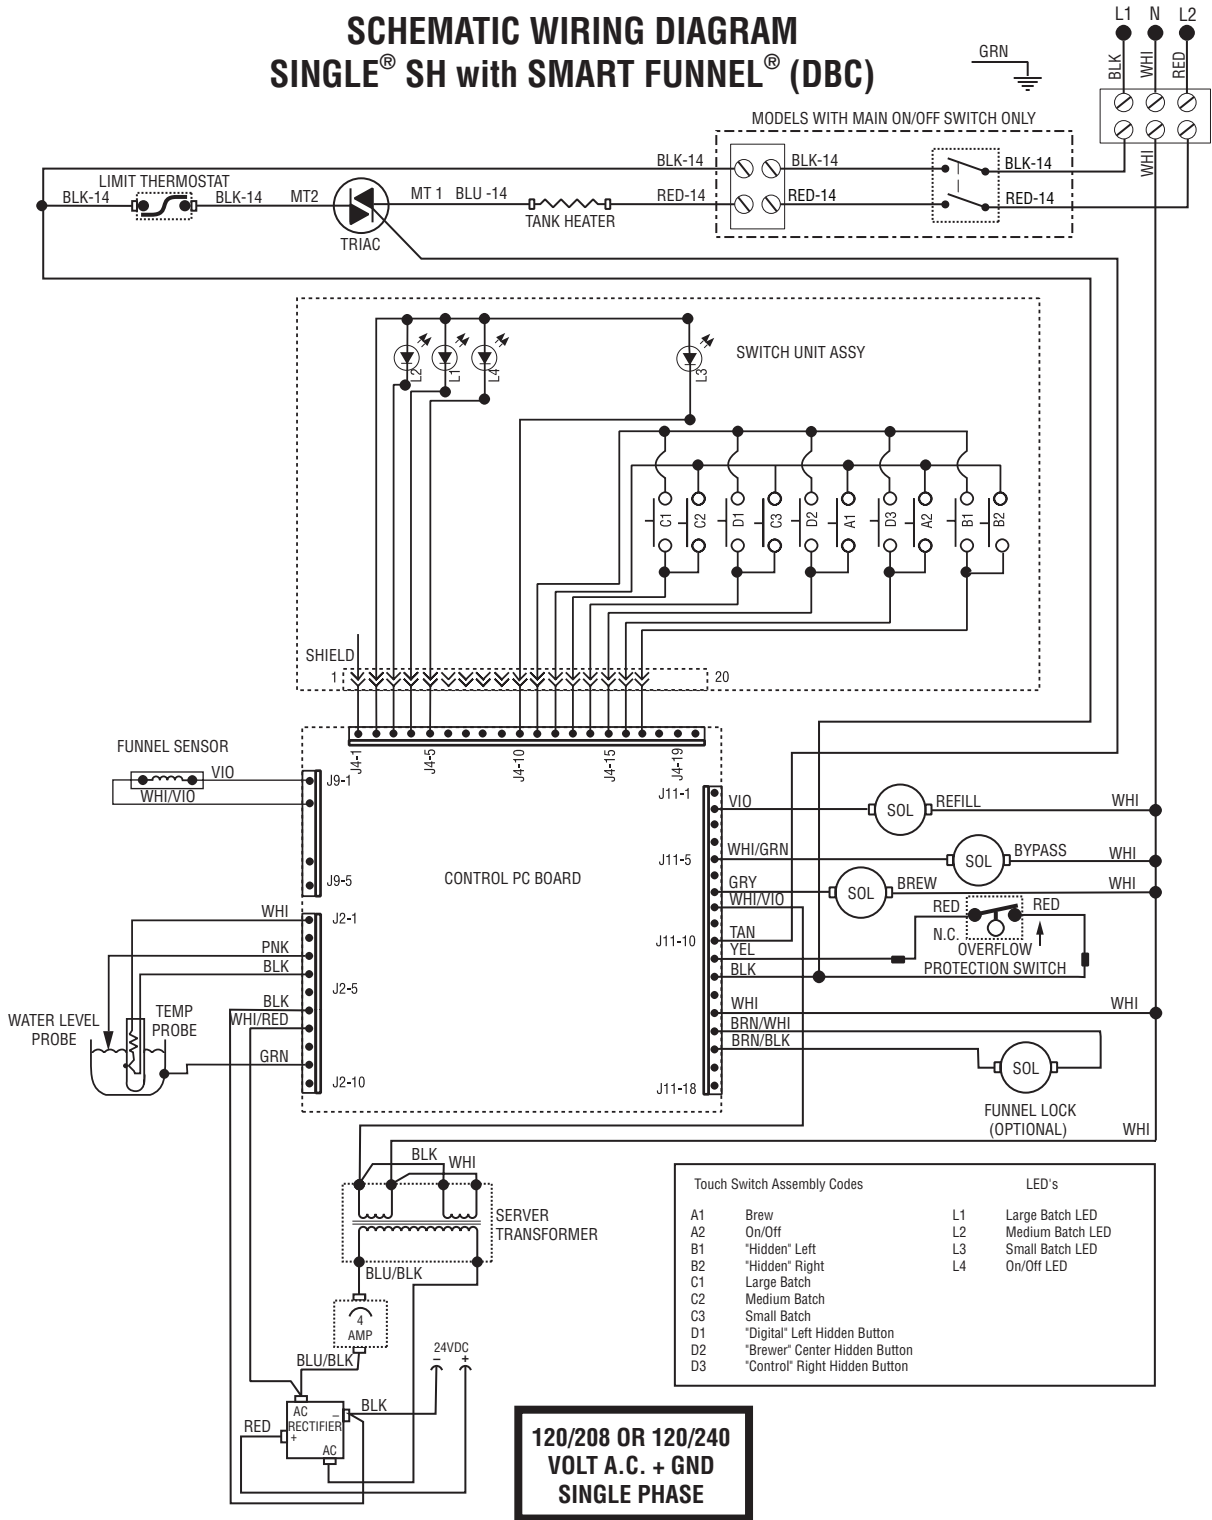 SCHEMATIC WIRING DIAGRAM
SINGLE® SH with SMART FUNNEL® (DBC)
GRN
L1 N L2
BLK WHI RED
MODELS WITH MAIN ON/OFF SWITCH ONLY
BLK-14 BLK-14 BLK-14 WHI
LIMIT THERMOSTAT
BLK-14 BLK-14 MT2 MT 1 BLU -14 RED-14 RED-14 RED-14
TRIAC
TANK HEATER
SWITCH UNIT ASSY
L2 L1 L4 L3
C1 C2 D1 C3 D2 A1 D3 A2 B1 B2
SHIELD
1 20
J4-1 J4-5 J4-10 J4-15 J4-19
FUNNEL SENSOR
VIO
WHI/VIO
J9-1
J9-5
CONTROL PC BOARD
J11-1
VIO SOL REFILL WHI
J11-5
WHI/GRN SOL BYPASS WHI
GRY SOL BREW WHI
WHI/VIO
RED RED
N.C.
OVERFLOW
PROTECTION SWITCH
J11-10
TAN
YEL
BLK
WHI WHI
BRN/WHI
BRN/BLK
SOL
J11-18
FUNNEL LOCK
(OPTIONAL)
WHI
WHI J2-1
PNK
BLK
J2-5
BLK
WHI/RED
GRN
J2-10
WATER LEVEL
PROBE
TEMP
PROBE
BLK WHI
SERVER
TRANSFORMER
BLU/BLK
4
AMP
BLU/BLK
24VDC
- +
BLK
RED
AC -
RECTIFIER
+
AC
Touch Switch Assembly Codes LED's
A1 Brew L1 Large Batch LED
A2 On/Off L2 Medium Batch LED
B1 "Hidden" Left L3 Small Batch LED
B2 "Hidden" Right L4 On/Off LED
C1 Large Batch
C2 Medium Batch
C3 Small Batch
D1 "Digital" Left Hidden Button
D2 "Brewer" Center Hidden Button
D3 "Control" Right Hidden Button
120/208 OR 120/240
VOLT A.C. + GND
SINGLE PHASE